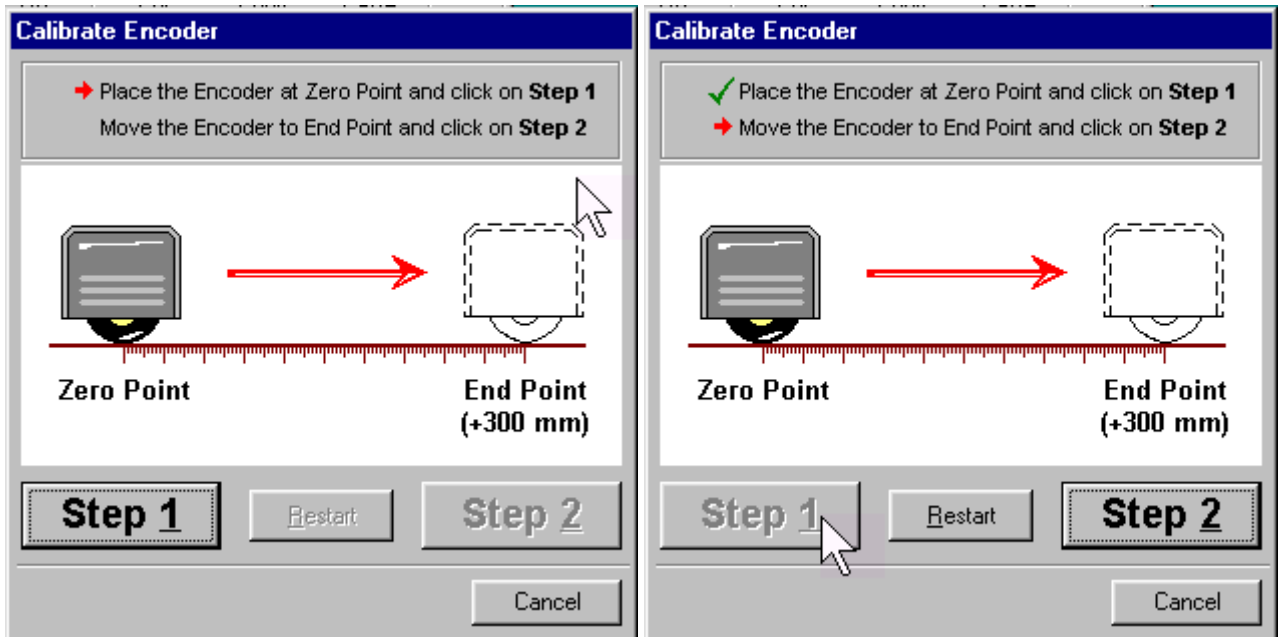 Calibrate Encoder
Place the Encoder at Zero Point and click on Step 1
Move the Encoder to End Point and click on Step 2
Zero Point
End Point
(+300 mm)
Step 1
Restart
Step 2
Cancel
Calibrate Encoder
Place the Encoder at Zero Point and click on Step 1
Move the Encoder to End Point and click on Step 2
Zero Point
End Point
(+300 mm)
Step 1
Restart
Step 2
Cancel